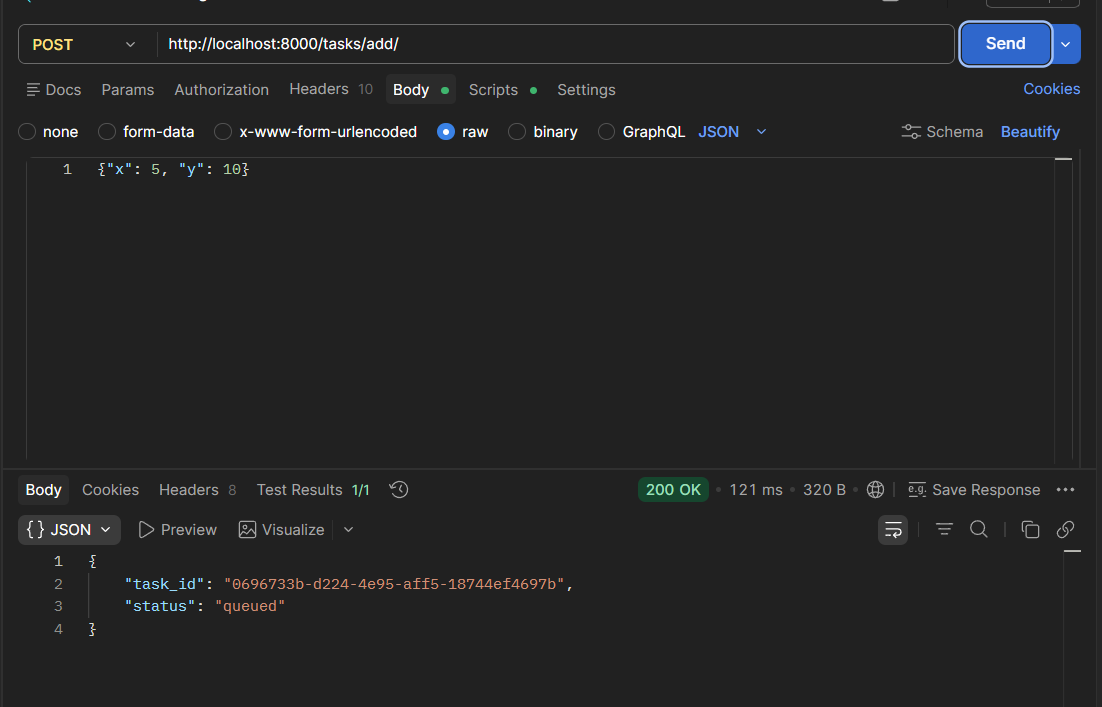 POST http://localhost:8000/tasks/add/ Send
Docs Params Authorization Headers 10 Body Scripts Settings Cookies
none form-data x-www-form-urlencoded raw binary GraphQL JSON Schema Beautify
1 {"x": 5, "y": 10}
Body Cookies Headers 8 Test Results 1/1 200 OK 121 ms 320 B e.g. Save Response
{} JSON Preview Visualize
1 {
2 "task_id": "0696733b-d224-4e95-aff5-18744ef4697b",
3 "status": "queued"
4 }